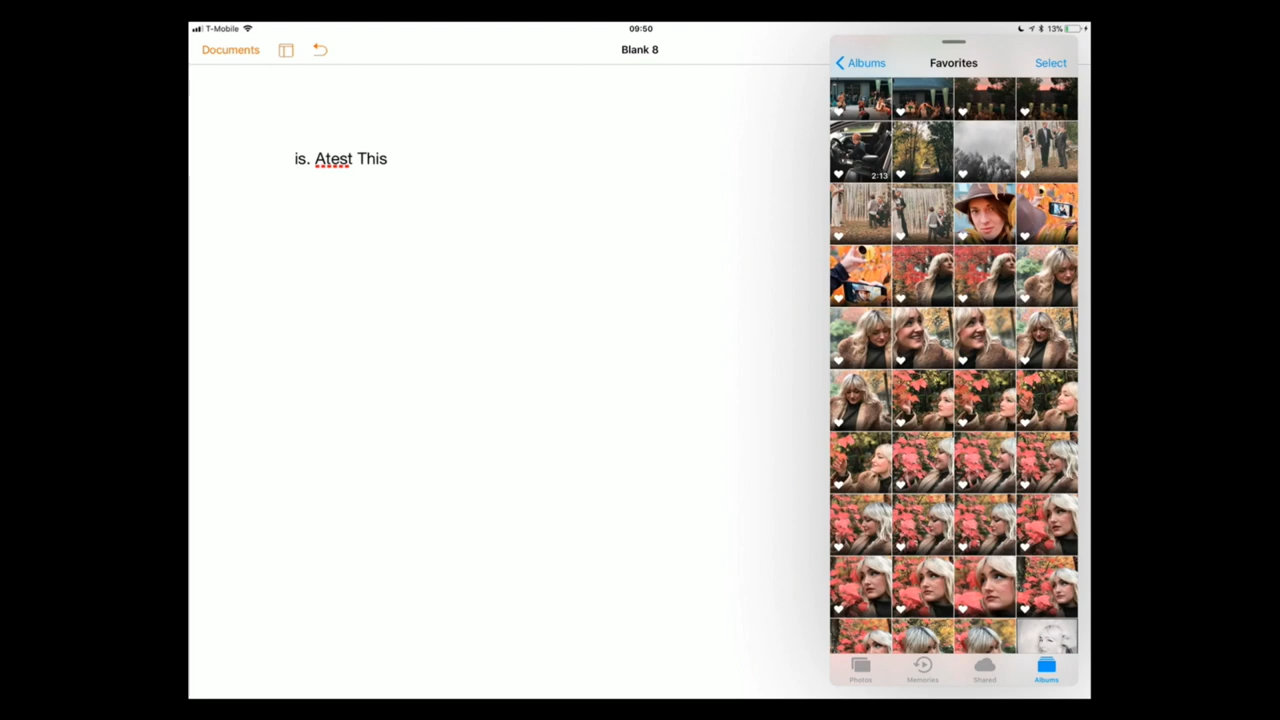 T-Mobile
09:50
13%
Documents
Blank 8
Albums
Favorites
Select
2:13
is. Atest This
Photos
Memories
Shared
Albums